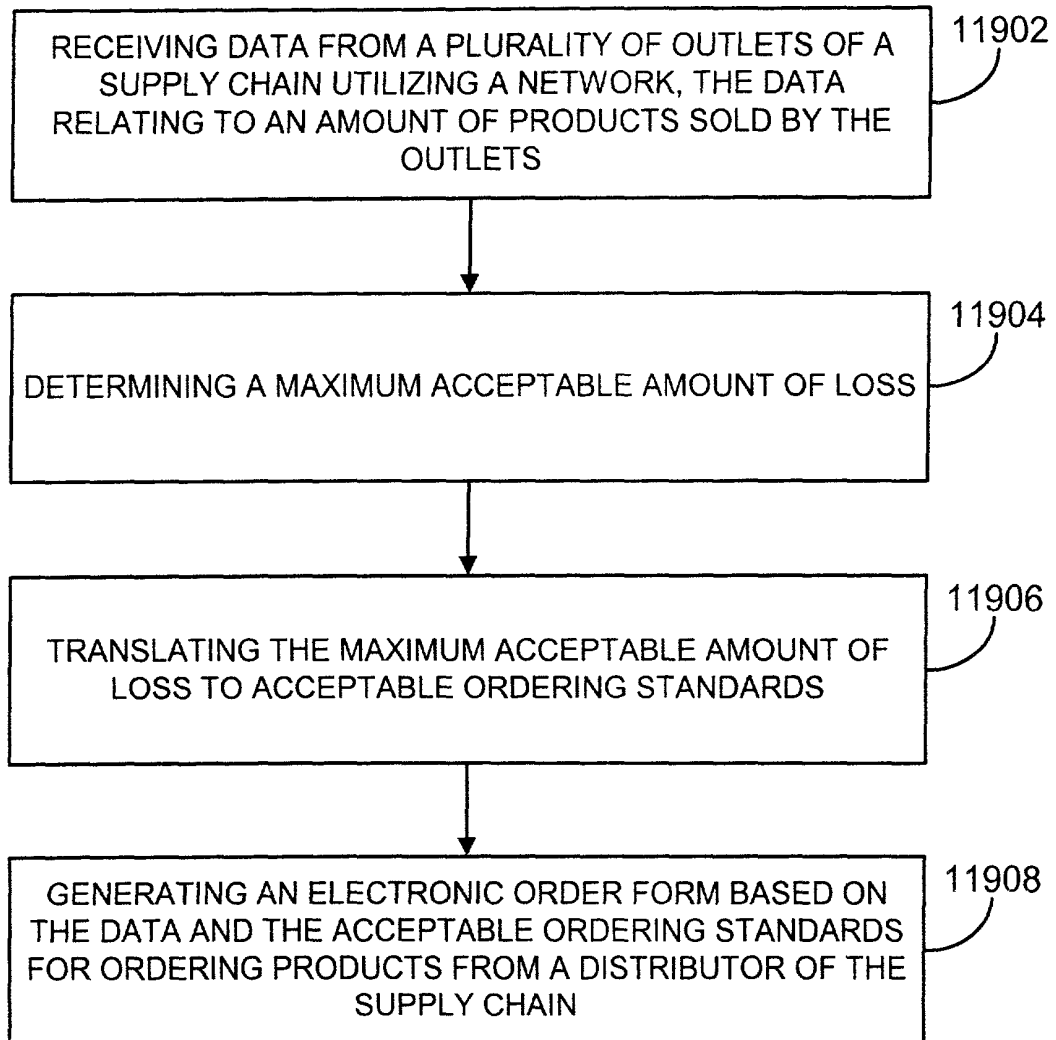 RECEIVING DATA FROM A PLURALITY OF OUTLETS OF A
SUPPLY CHAIN UTILIZING A NETWORK, THE DATA
RELATING TO AN AMOUNT OF PRODUCTS SOLD BY THE
OUTLETS
11902
DETERMINING A MAXIMUM ACCEPTABLE AMOUNT OF LOSS
11904
TRANSLATING THE MAXIMUM ACCEPTABLE AMOUNT OF
LOSS TO ACCEPTABLE ORDERING STANDARDS
11906
GENERATING AN ELECTRONIC ORDER FORM BASED ON
THE DATA AND THE ACCEPTABLE ORDERING STANDARDS
FOR ORDERING PRODUCTS FROM A DISTRIBUTOR OF THE
SUPPLY CHAIN
11908